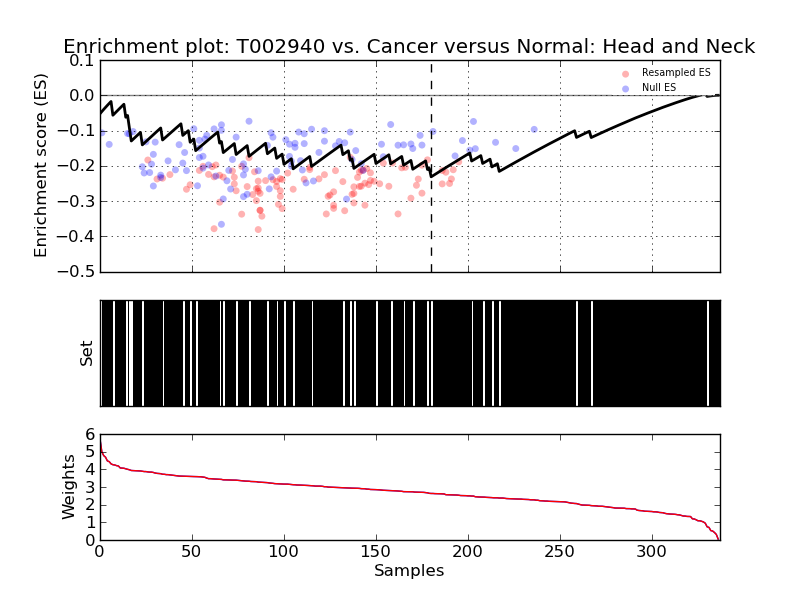 Enrichment plot: T002940 vs. Cancer versus Normal: Head and Neck
0.1
0.0
−0.1
−0.2
−0.3
−0.4
−0.5
Enrichment score (ES)
Resampled ES
Null ES
Set
6
5
4
3
2
1
0
Weights
0 50 100 150 200 250 300
Samples